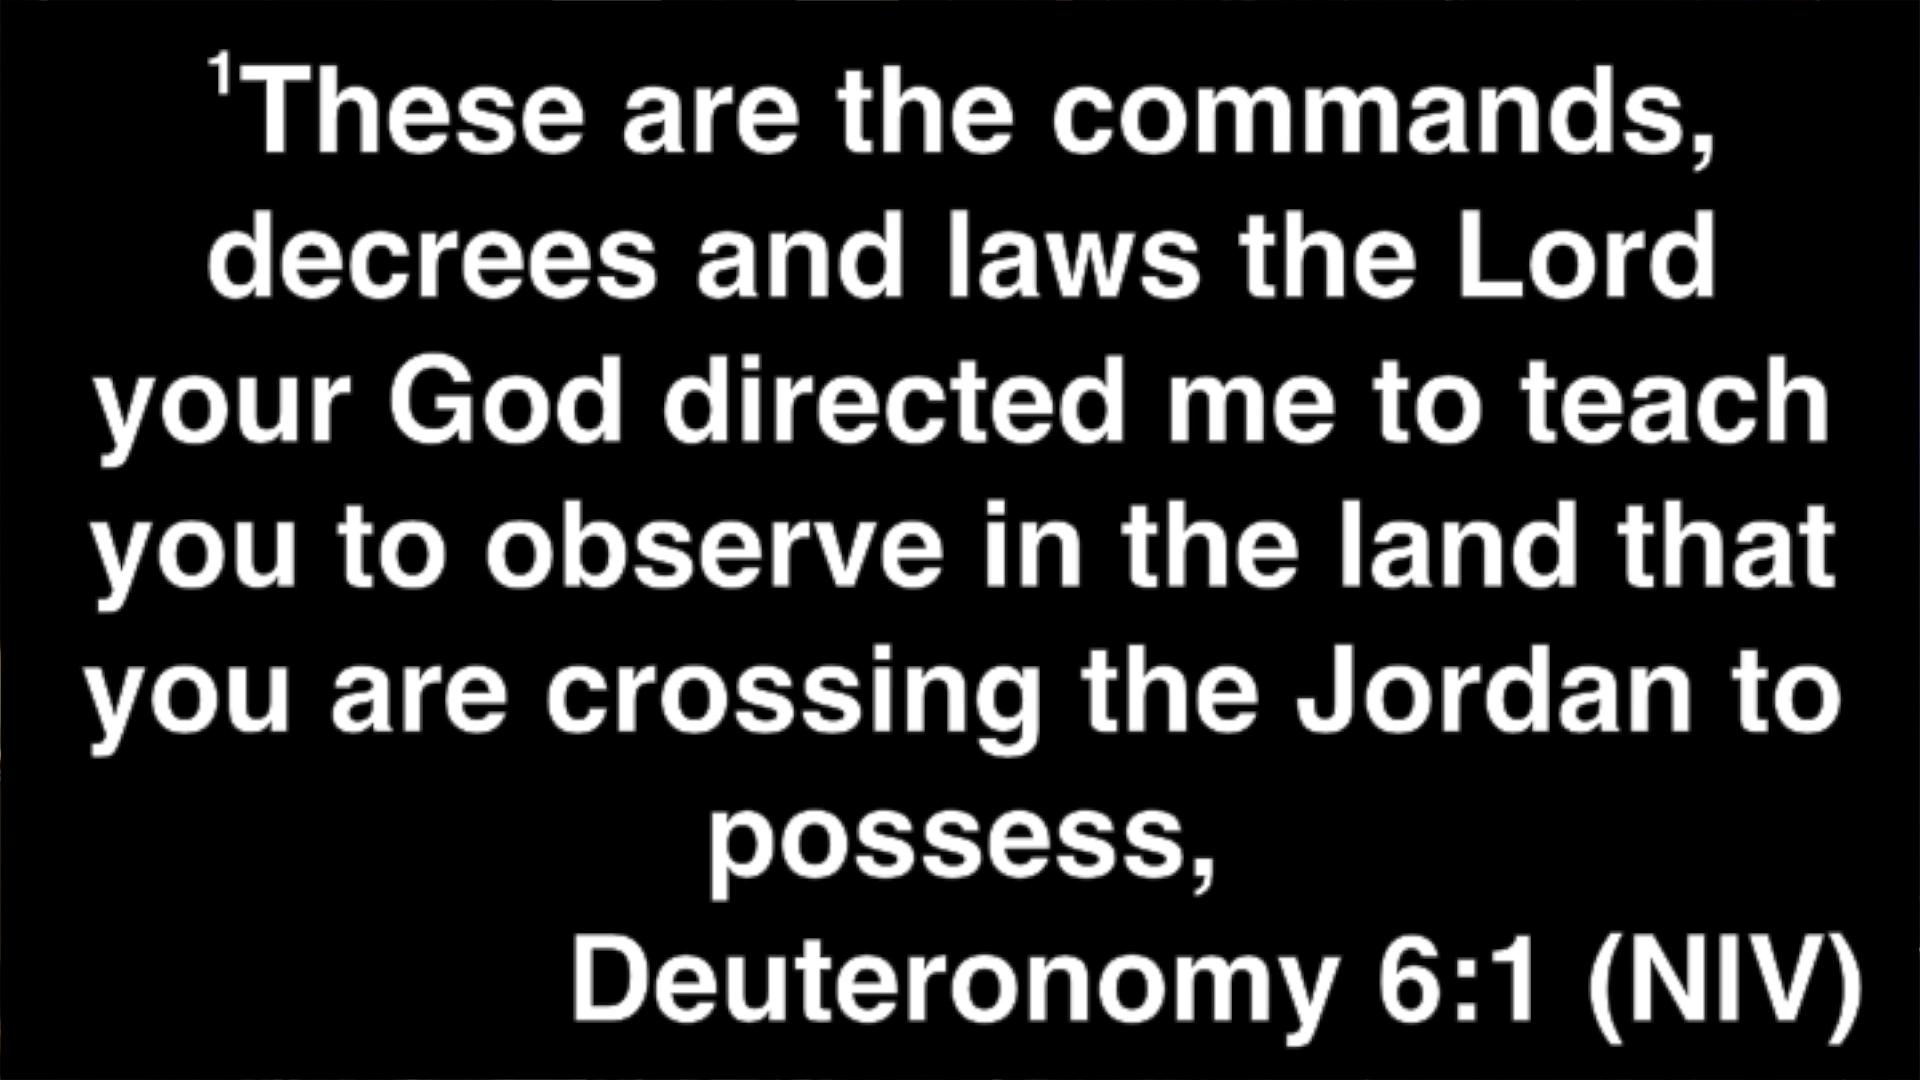 ¹These are the commands,
decrees and laws the Lord
your God directed me to teach
you to observe in the land that
you are crossing the Jordan to
possess,
Deuteronomy 6:1 (NIV)